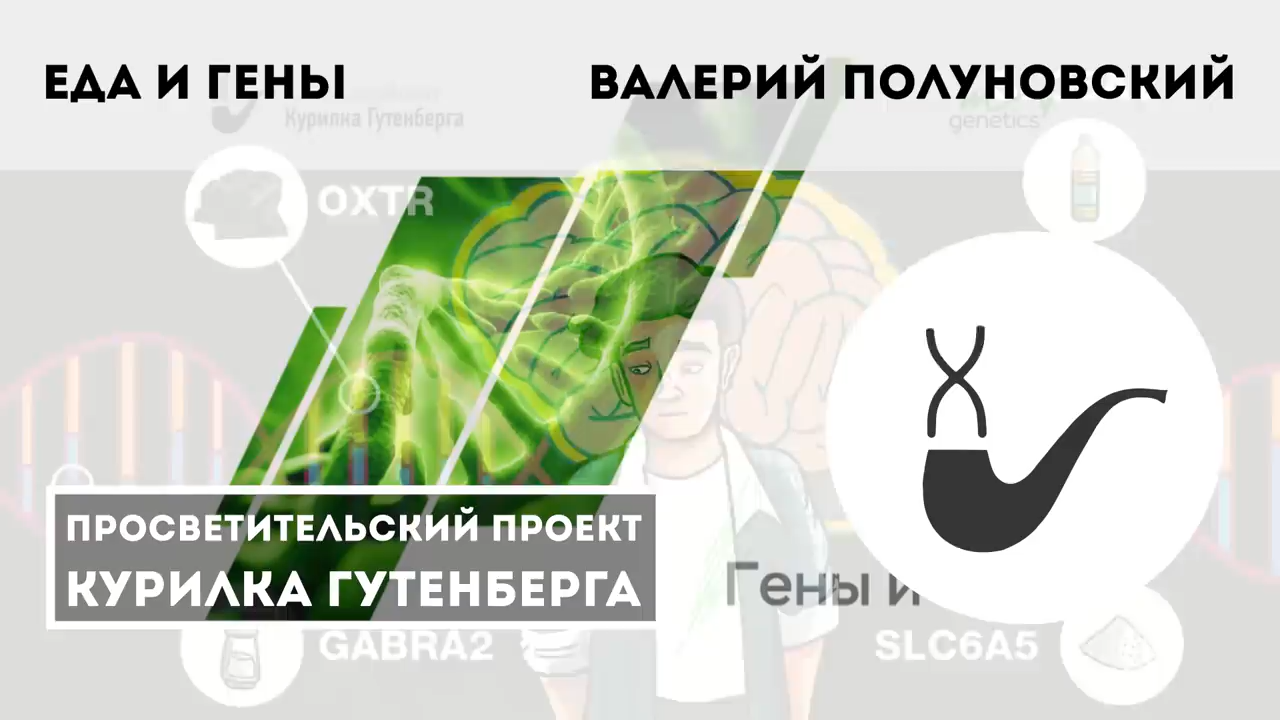 ЕДА И ГЕНЫ
ВАЛЕРИЙ ПОЛУНОВСКИЙ
Курилка Гутенберга
genetics
OXTR
ПРОСВЕТИТЕЛЬСКИЙ ПРОЕКТ
КУРИЛКА ГУТЕНБЕРГА
Гены и
GABRA2
SLC6A5